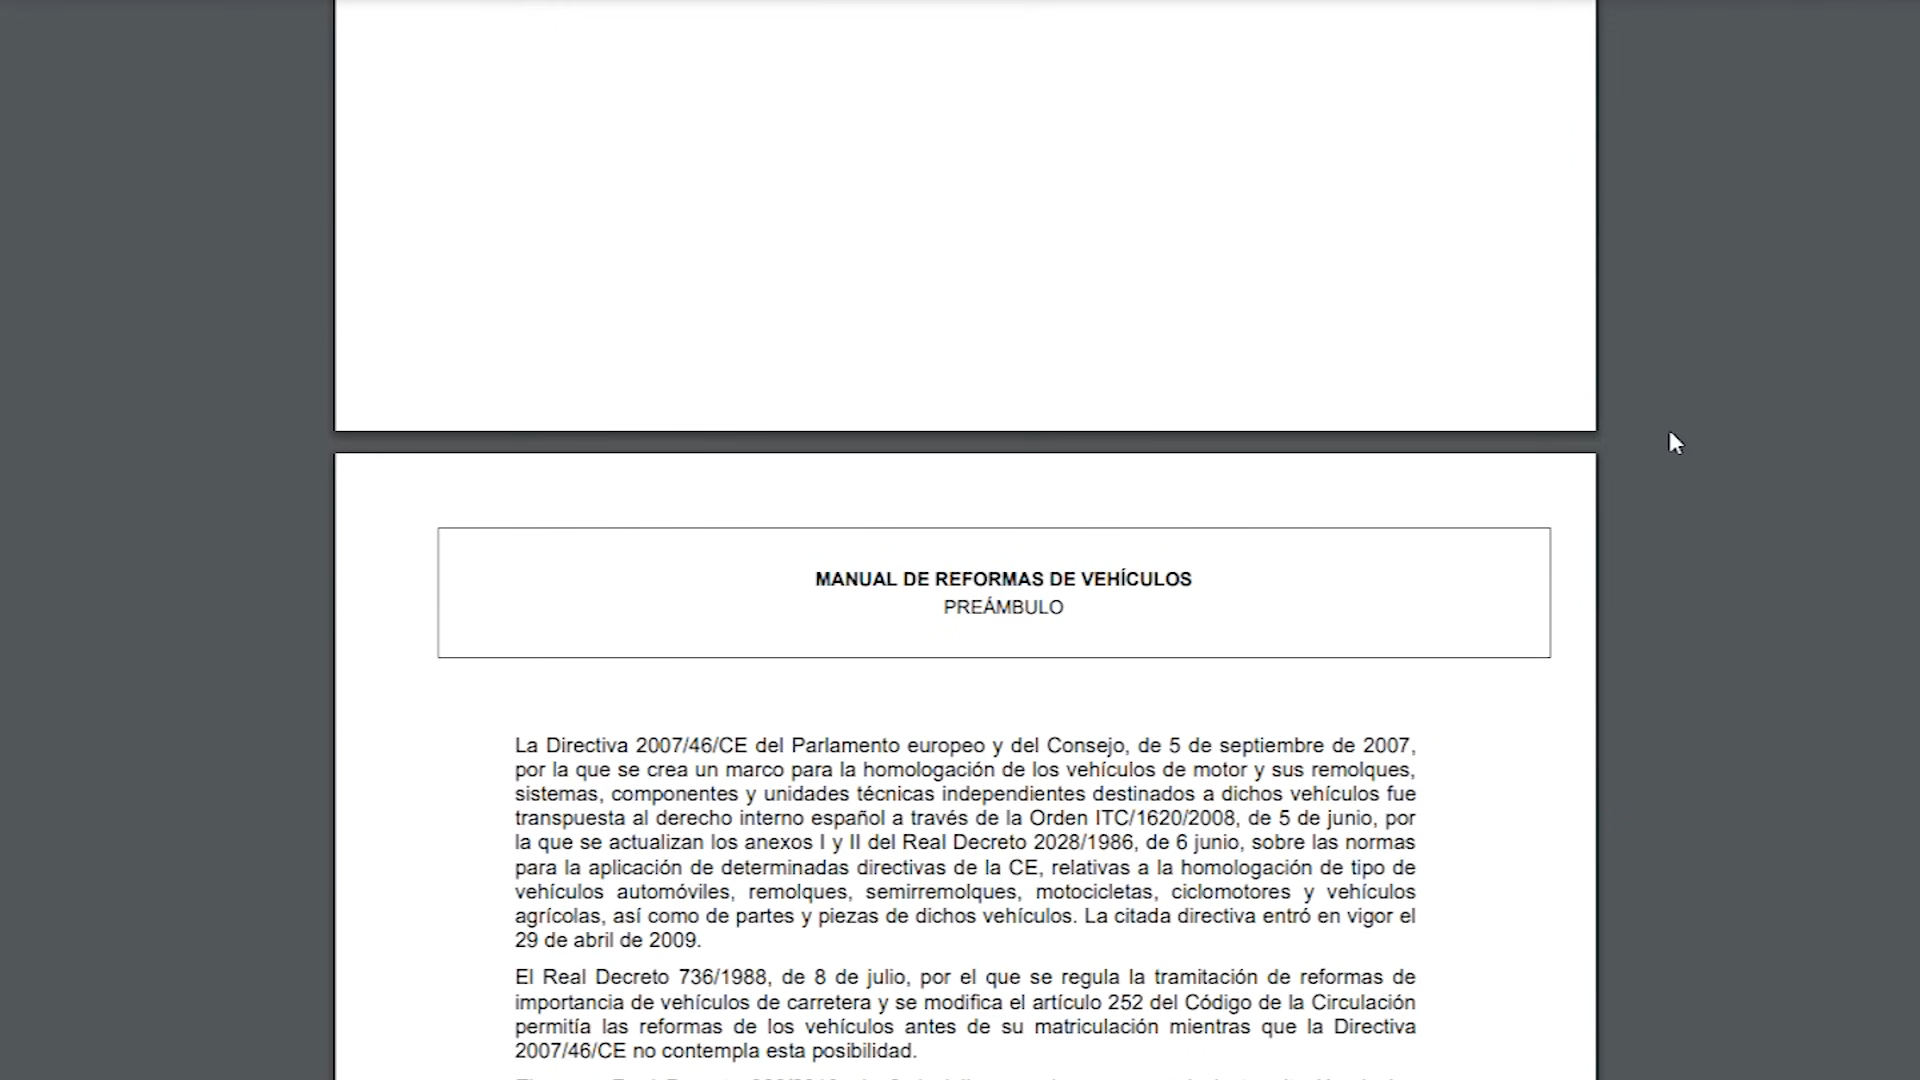 MANUAL DE REFORMAS DE VEHÍCULOS
PREÁMBULO
La Directiva 2007/46/CE del Parlamento europeo y del Consejo, de 5 de septiembre de 2007,
por la que se crea un marco para la homologación de los vehículos de motor y sus remolques,
sistemas, componentes y unidades técnicas independientes destinados a dichos vehículos fue
transpuesta al derecho interno español a través de la Orden ITC/1620/2008, de 5 de junio, por
la que se actualizan los anexos I y II del Real Decreto 2028/1986, de 6 junio, sobre las normas
para la aplicación de determinadas directivas de la CE, relativas a la homologación de tipo de
vehículos automóviles, remolques, semirremolques, motocicletas, ciclomotores y vehículos
agrícolas, así como de partes y piezas de dichos vehículos. La citada directiva entró en vigor el
29 de abril de 2009.
El Real Decreto 736/1988, de 8 de julio, por el que se regula la tramitación de reformas de
importancia de vehículos de carretera y se modifica el artículo 252 del Código de la Circulación
permitía las reformas de los vehículos antes de su matriculación mientras que la Directiva
2007/46/CE no contempla esta posibilidad.